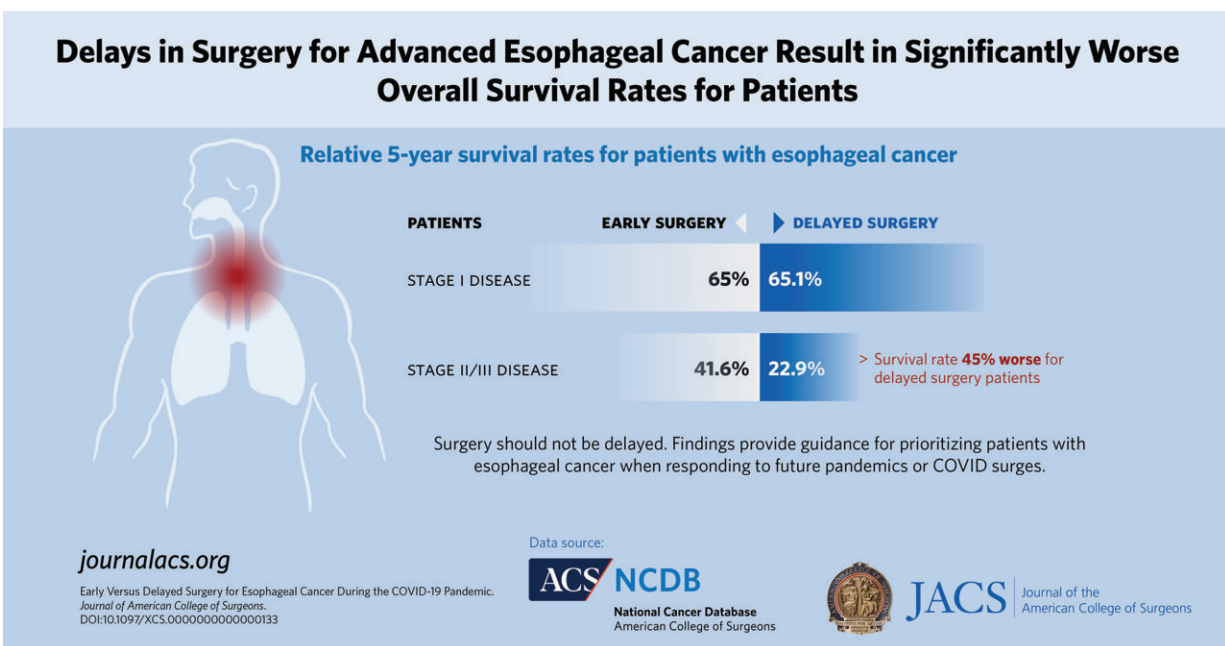 Delays in Surgery for Advanced Esophageal Cancer Result in Significantly Worse
Overall Survival Rates for Patients
Relative 5-year survival rates for patients with esophageal cancer
PATIENTS EARLY SURGERY DELAYED SURGERY
STAGE I DISEASE 65% 65.1%
STAGE II/III DISEASE 41.6% 22.9%
> Survival rate 45% worse for
delayed surgery patients
Surgery should not be delayed. Findings provide guidance for prioritizing patients with
esophageal cancer when responding to future pandemics or COVID surges.
journalacs.org
Early Versus Delayed Surgery for Esophageal Cancer During the COVID-19 Pandemic.
Journal of American College of Surgeons.
DOI:10.1097/XCS.0000000000000133
Data source:
ACS NCDB
National Cancer Database
American College of Surgeons
JACS
Journal of the
American College of Surgeons